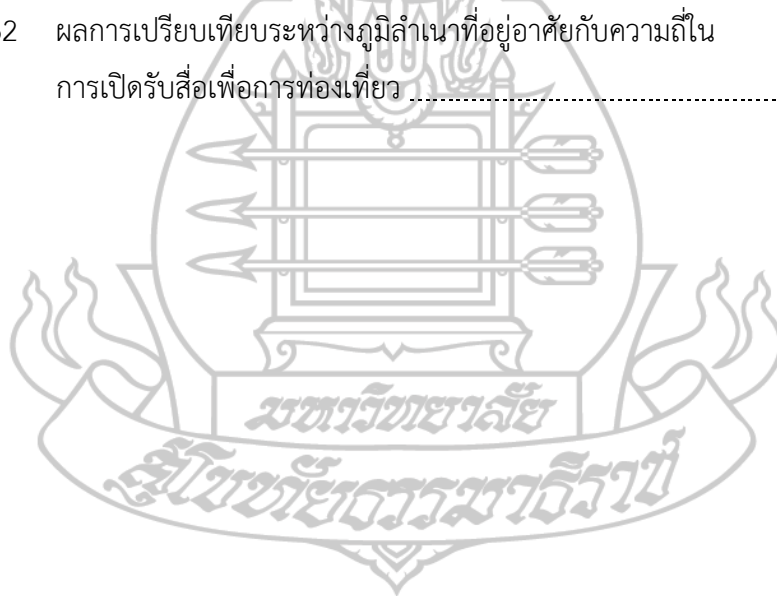 2 ผลการเปรียบเทียบระหว่างภูมิลำเนาที่อยู่อาศัยกับความถี่ใน
การเปิดรับสื่อเพื่อการท่องเที่ยว
มหาวิทยาลัย
สุโขทัยธรรมาธิราช